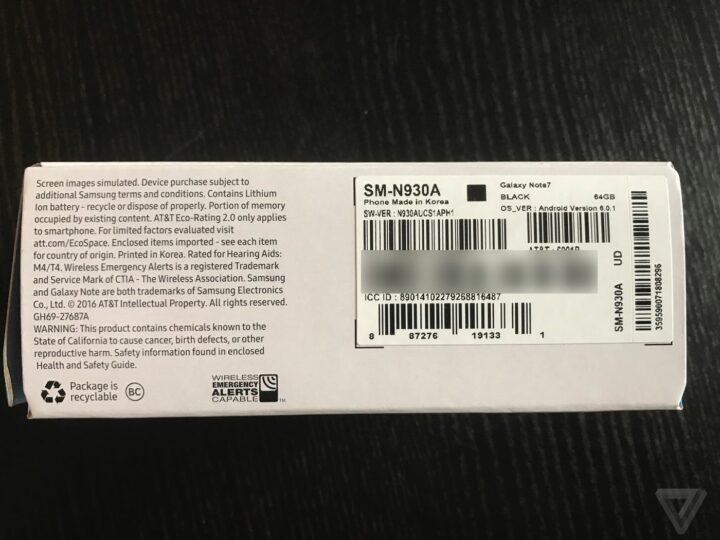 Screen images simulated. Device purchase subject to
additional Samsung terms and conditions. Contains Lithium
Ion battery - recycle or dispose of properly. Portion of memory
occupied by existing content. AT&T Eco-Rating 2.0 only applies
to smartphone. For limited factors evaluated visit
att.com/EcoSpace. Enclosed items imported - see each item
for country of origin. Printed in Korea. Rated for Hearing Aids:
M4/T4. Wireless Emergency Alerts is a registered Trademark
and Service Mark of CTIA - The Wireless Association. Samsung
and Galaxy Note are both trademarks of Samsung Electronics
Co., Ltd. © 2016 AT&T Intellectual Property. All rights reserved.
GH69-27687A
WARNING: This product contains chemicals known to the
State of California to cause cancer, birth defects, or other
reproductive harm. Safety information found in enclosed
Health and Safety Guide.
Package is
recyclable
BC
WIRELESS
EMERGENCY
ALERTS
CAPABLE
TM
SM-N930A
Phone Made in Korea
SW-VER : N930AUCS1APH1
Galaxy Note7
BLACK 64GB
OS_VER : Android Version 6.0.1
ICC ID : 89014102279268816487
8 87276 19133 1
SM-N930A UD
359590071808296